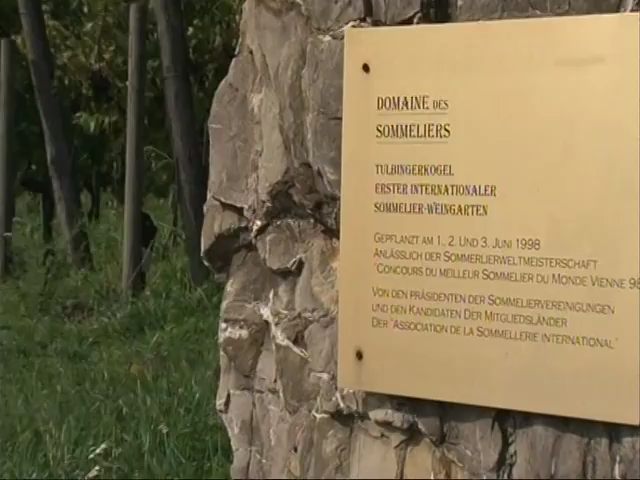 DOMAINE DES
SOMMELIERS
TULBINGERKOGEL
ERSTER INTERNATIONALER
SOMMELIER-WEINGARTEN
GEPFLANZT AM 1., 2. UND 3. JUNI 1998
ANLÄSSLICH DER SOMMERLIERWELTMEISTERSCHAFT
"CONCOURS DU MEILLEUR SOMMELIER DU MONDE VIENNE 98
VON DEN PRÄSIDENTEN DER SOMMELIERVEREINIGUNGEN
UND DEN KANDIDATEN DER MITGLIEDSLÄNDER
DER "ASSOCIATION DE LA SOMMELLERIE INTERNATIONAL"